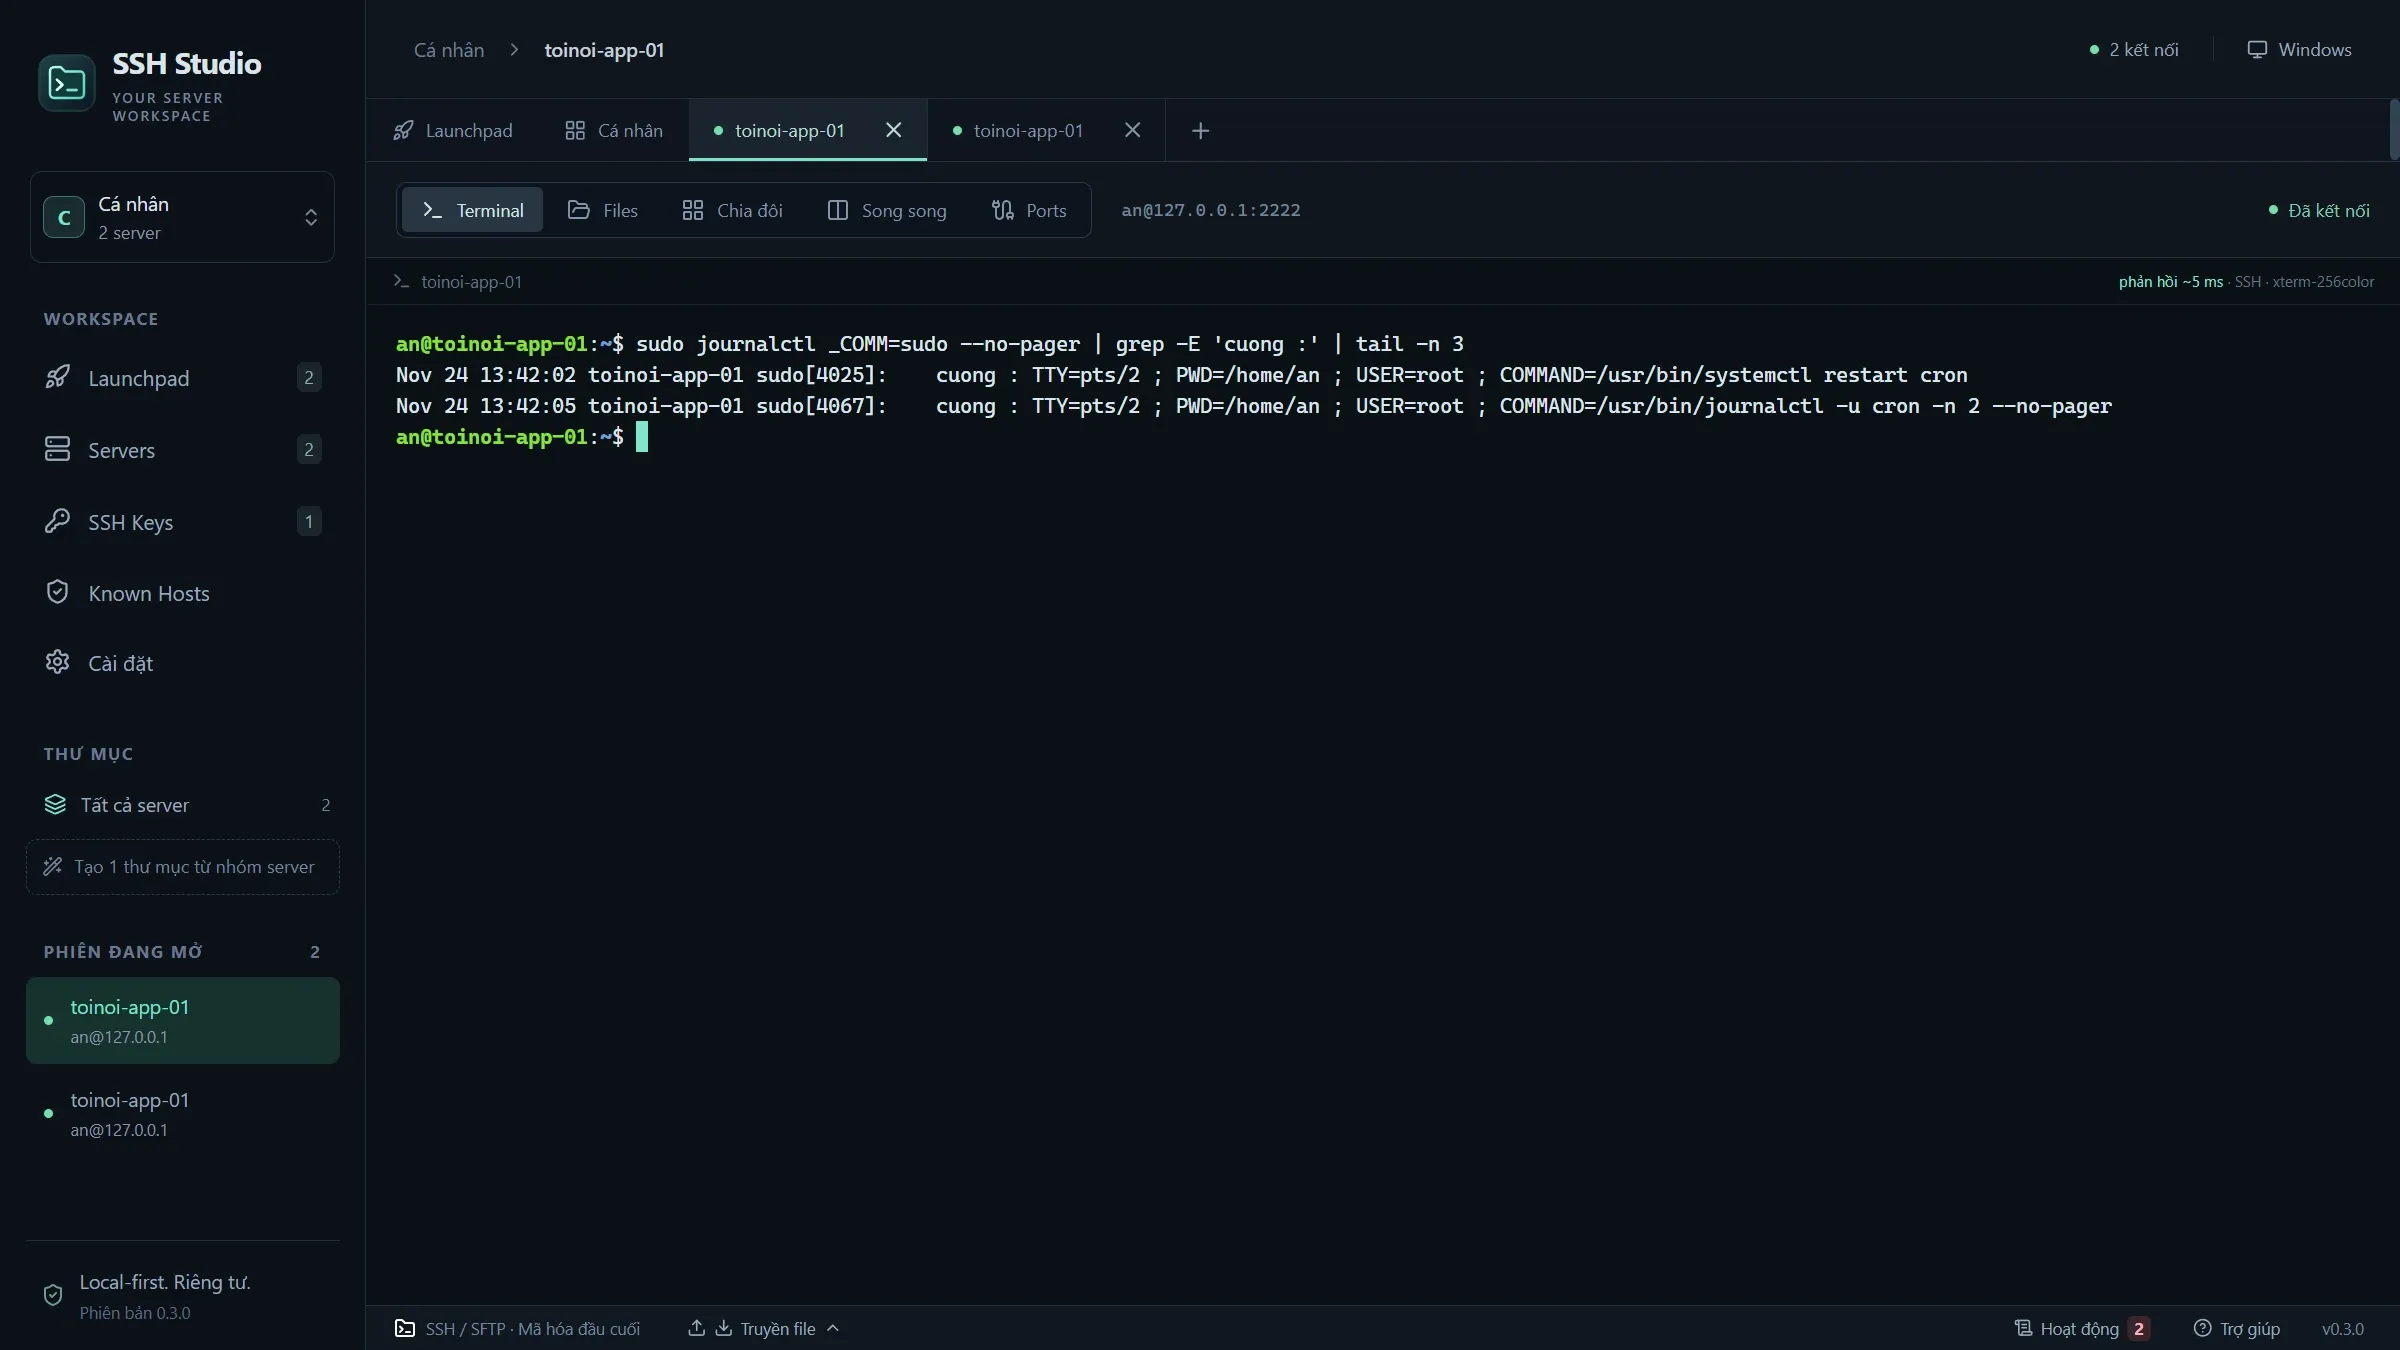 SSH Studio
YOUR SERVER
WORKSPACE
C
Cá nhân
2 server
WORKSPACE
Launchpad 2
Servers 2
SSH Keys 1
Known Hosts
Cài đặt
THƯ MỤC
Tất cả server 2
Tạo 1 thư mục từ nhóm server
PHIÊN ĐANG MỞ 2
toinoi-app-01
an@127.0.0.1
toinoi-app-01
an@127.0.0.1
Local-first. Riêng tư.
Phiên bản 0.3.0
Cá nhân > toinoi-app-01
2 kết nối
Windows
Launchpad
Cá nhân
toinoi-app-01
toinoi-app-01
Terminal
Files
Chia đôi
Song song
Ports
an@127.0.0.1:2222
Đã kết nối
toinoi-app-01
phản hồi ~5 ms · SSH · xterm-256color
an@toinoi-app-01:~$ sudo journalctl _COMM=sudo --no-pager | grep -E 'cuong :' | tail -n 3
Nov 24 13:42:02 toinoi-app-01 sudo[4025]:    cuong : TTY=pts/2 ; PWD=/home/an ; USER=root ; COMMAND=/usr/bin/systemctl restart cron
Nov 24 13:42:05 toinoi-app-01 sudo[4067]:    cuong : TTY=pts/2 ; PWD=/home/an ; USER=root ; COMMAND=/usr/bin/journalctl -u cron -n 2 --no-pager
an@toinoi-app-01:~$
SSH / SFTP · Mã hóa đầu cuối
Truyền file
Hoạt động 2
Trợ giúp
v0.3.0